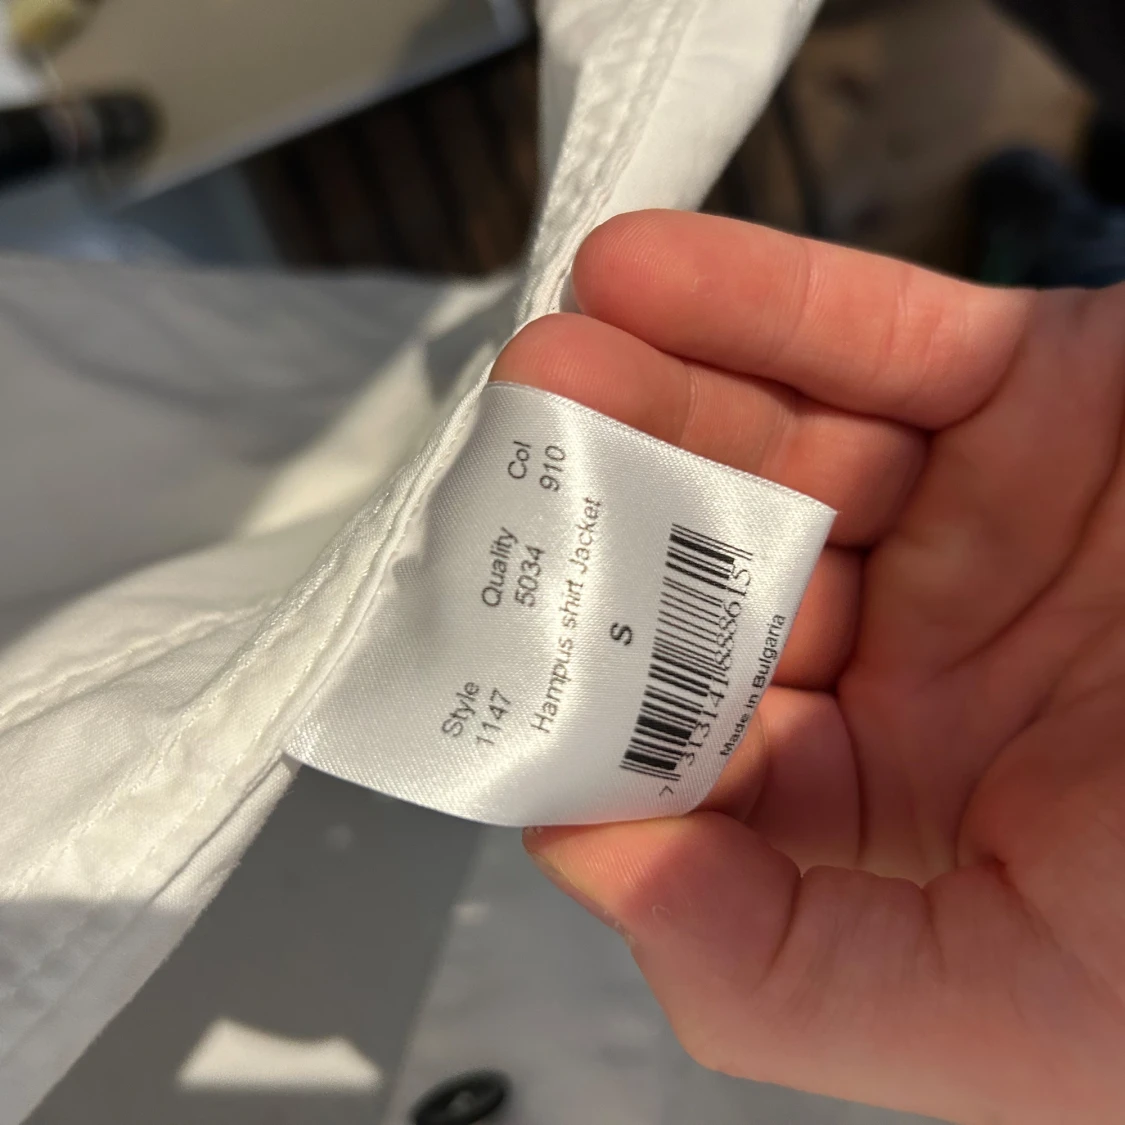 Style Quality Col
1147 5034 910
Hampus shirt Jacket
S
Made in Bulgaria